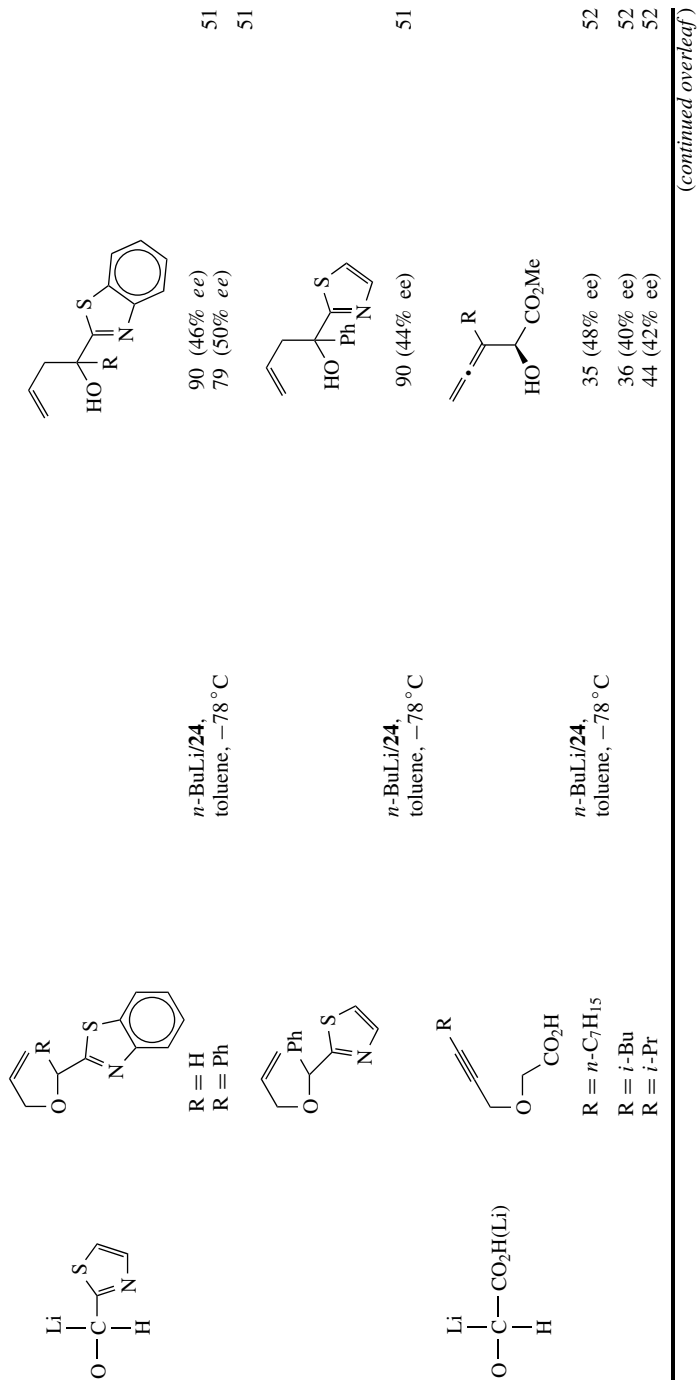 Li
O
C
S
N
H
O
R
S
N
R = H
R = Ph
n-BuLi/24,
toluene, −78 °C
HO
R
S
N
90 (46% ee)
79 (50% ee)
51
51
O
Ph
S
N
n-BuLi/24,
toluene, −78 °C
HO
Ph
S
N
90 (44% ee)
51
Li
O
C
CO2H(Li)
H
R
O
CO2H
R = n-C7H15
R = i-Bu
R = i-Pr
n-BuLi/24,
toluene, −78 °C
R
HO
CO2Me
35 (48% ee)
36 (40% ee)
44 (42% ee)
52
52
52
(continued overleaf)